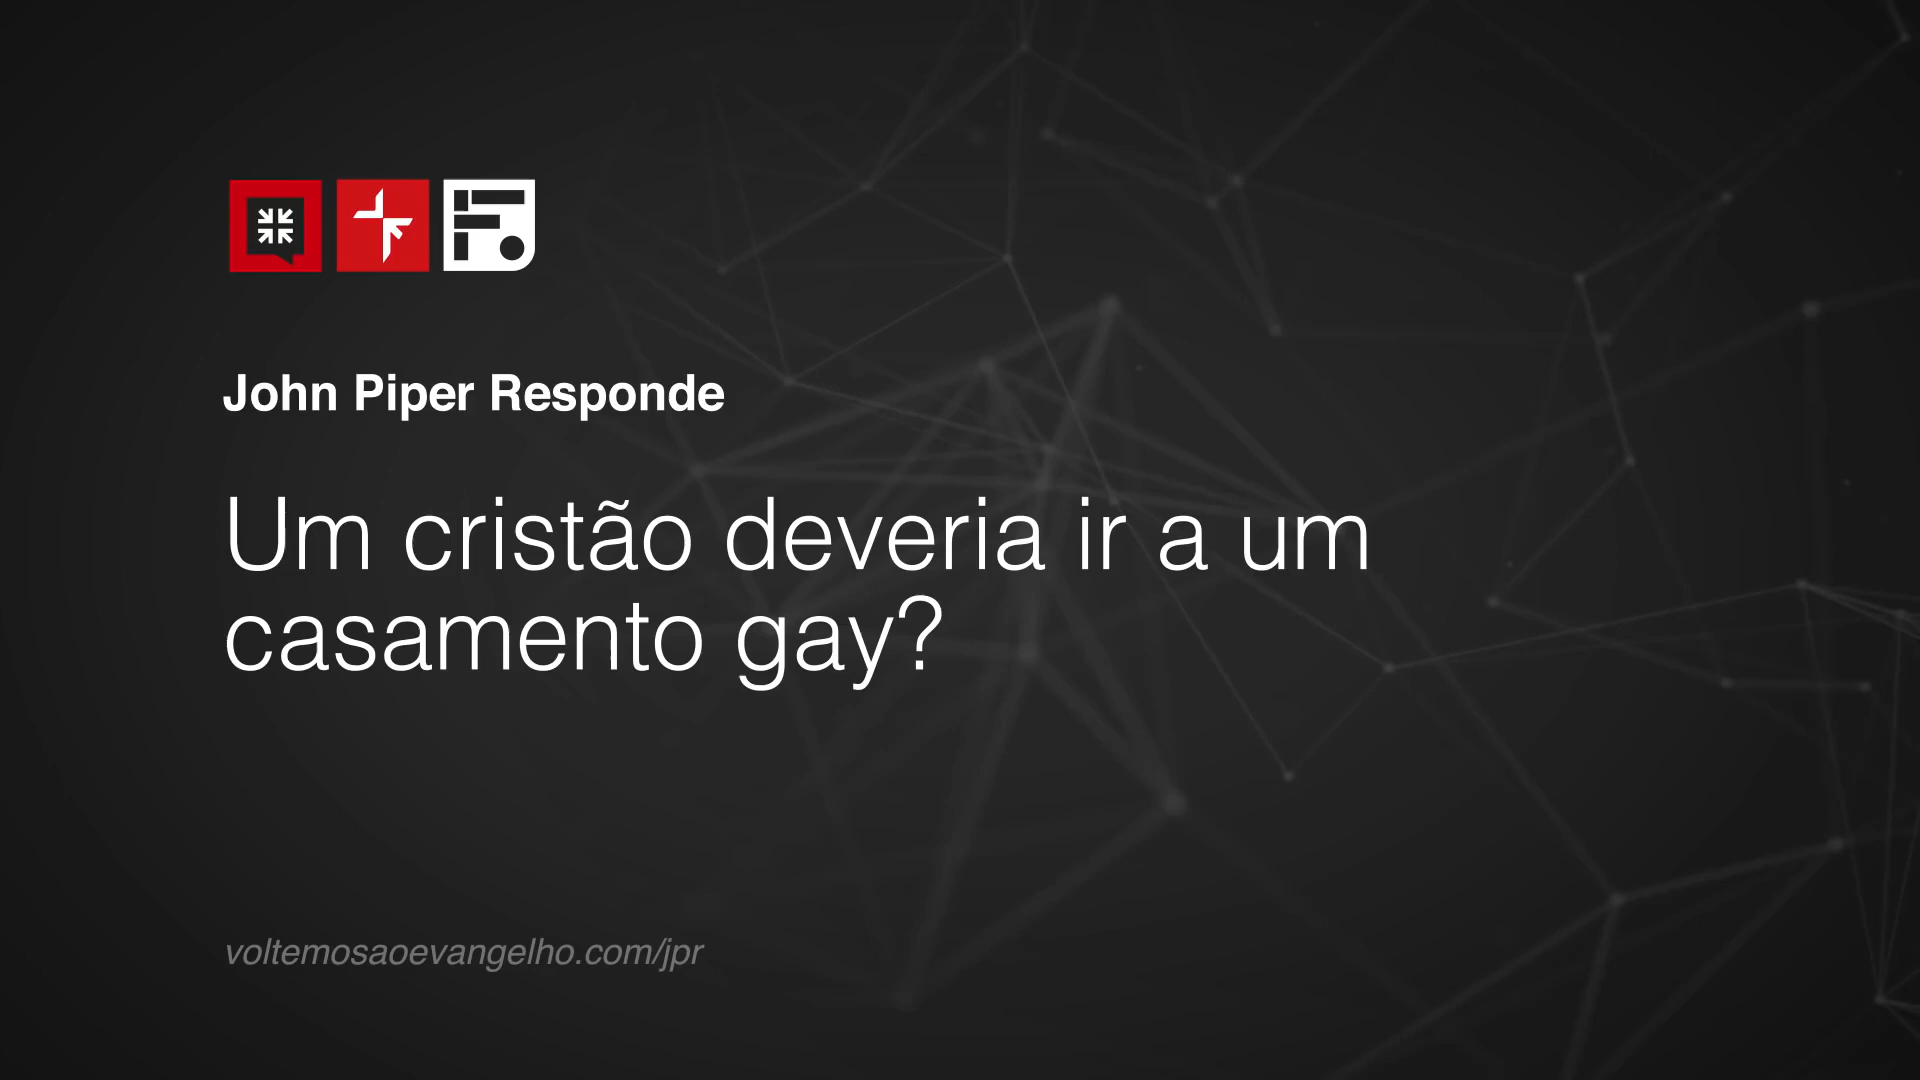 John Piper Responde
Um cristão deveria ir a um
casamento gay?
voltemosaoevangelho.com/jpr